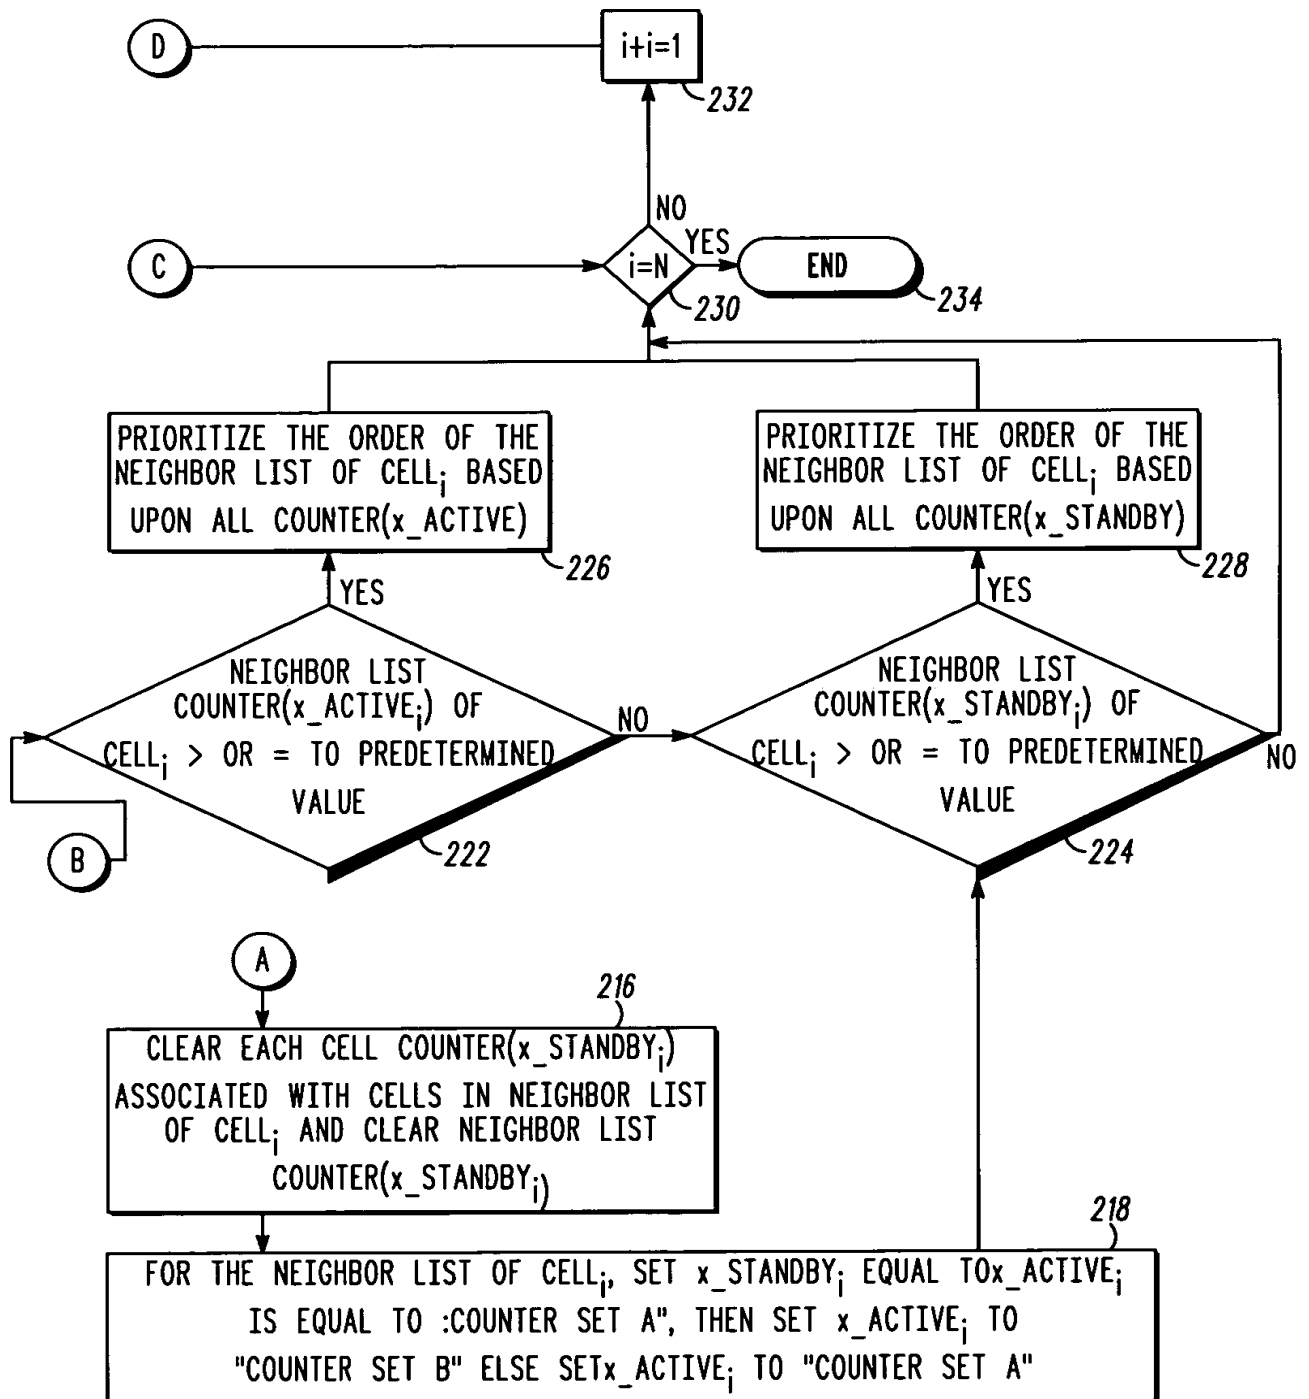 D
i+i=1
232
NO
C
i=N
YES
END
230
234
PRIORITIZE THE ORDER OF THE
NEIGHBOR LIST OF CELLi BASED
UPON ALL COUNTER(x_ACTIVE)
226
PRIORITIZE THE ORDER OF THE
NEIGHBOR LIST OF CELLi BASED
UPON ALL COUNTER(x_STANDBY)
228
YES
YES
NEIGHBOR LIST
COUNTER(x_ACTIVEi) OF
CELLi > OR = TO PREDETERMINED
VALUE
NO
222
NEIGHBOR LIST
COUNTER(x_STANDBYi) OF
CELLi > OR = TO PREDETERMINED
VALUE
NO
224
B
A
216
CLEAR EACH CELL COUNTER(x_STANDBYi)
ASSOCIATED WITH CELLS IN NEIGHBOR LIST
OF CELLi AND CLEAR NEIGHBOR LIST
COUNTER(x_STANDBYi)
218
FOR THE NEIGHBOR LIST OF CELLi, SET x_STANDBYi EQUAL TOx_ACTIVEi
IS EQUAL TO :COUNTER SET A", THEN SET x_ACTIVEi TO
"COUNTER SET B" ELSE SETx_ACTIVEi TO "COUNTER SET A"